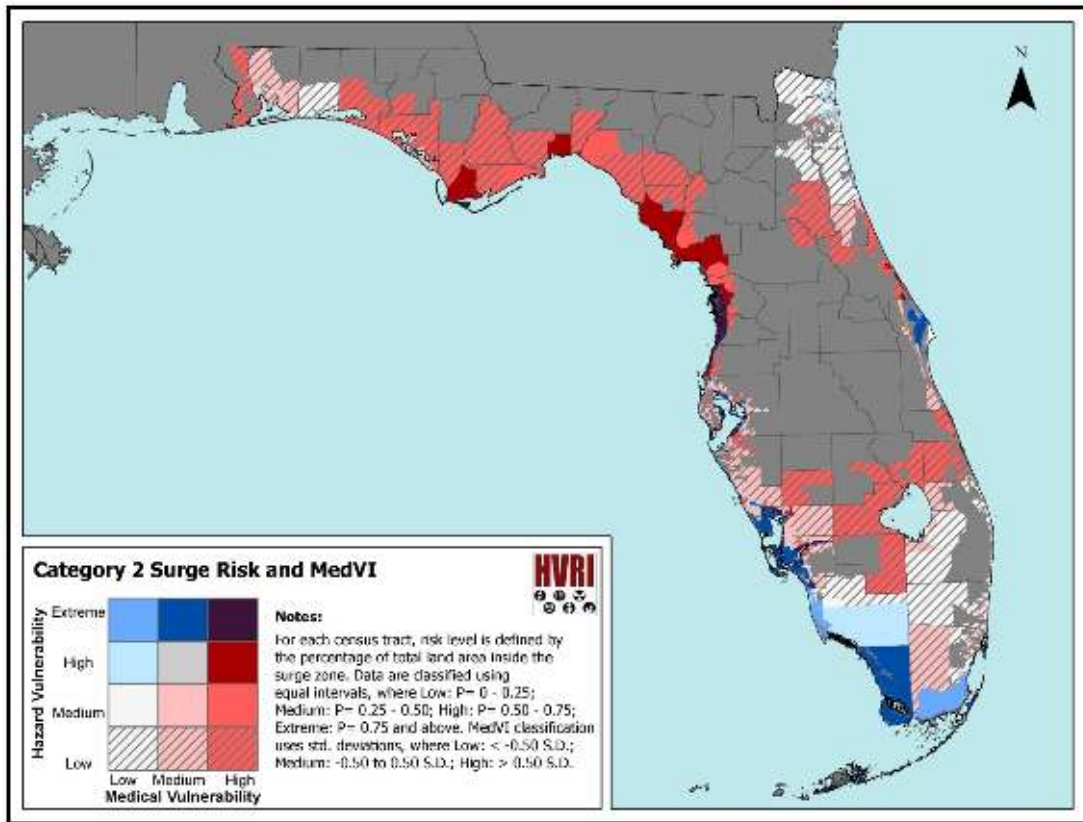 N
Category 2 Surge Risk and MedVI
HVRI
Hazard Vulnerability
Extreme
High
Medium
Low
Low Medium High
Medical Vulnerability
Notes:
For each census tract, risk level is defined by
the percentage of total land area inside the
surge zone. Data are classified using
equal intervals, where Low: P= 0 - 0.25;
Medium: P= 0.25 - 0.50; High: P= 0.50 - 0.75;
Extreme: P= 0.75 and above. MedVI classification
uses std. deviations, where Low: < -0.50 S.D.;
Medium: -0.50 to 0.50 S.D.; High: > 0.50 S.D.